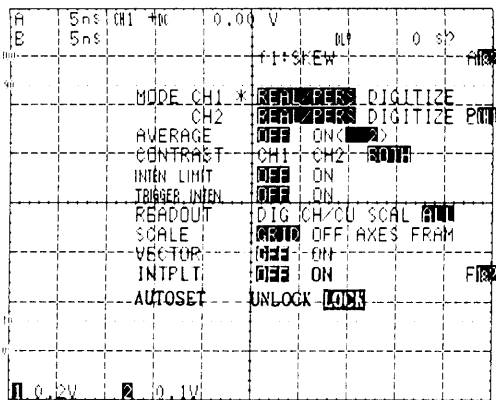 A 5ns CH1 DC 0.00 V
B 5ns DLY 0 s?
f1:SKEW
MODE CH1 * REAL/PERS DIGITIZE
CH2 REAL/PERS DIGITIZE
AVERAGE OFF ON( 2)
CONTRAST CH1 CH2 BOTH
INTEN LIMIT OFF ON
TRIGGER INTEN OFF ON
READOUT DIG CH/CU SCAL ALL
SCALE GRID OFF AXES FRAM
VECTOR OFF ON
INTPLT OFF ON
AUTOSET UNLOCK LOCK
1 0.2V 2 0.1V